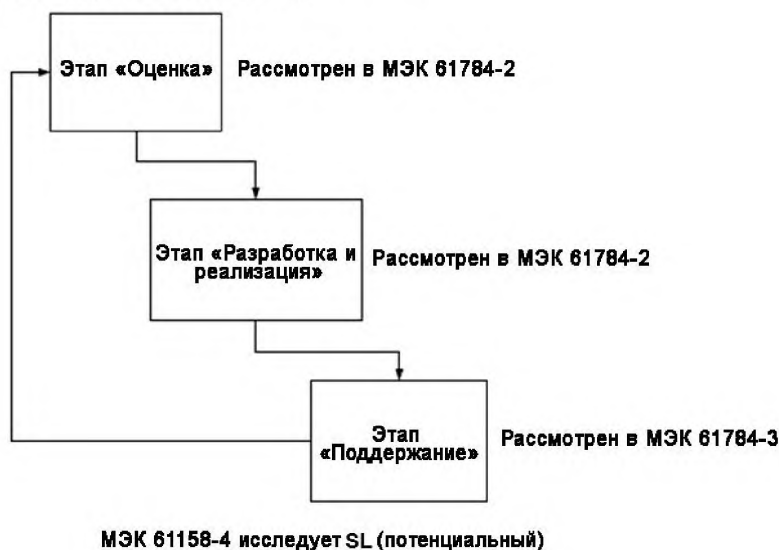 Этап «Оценка»
Рассмотрен в МЭК 61784-2
Этап «Разработка и
реализация»
Рассмотрен в МЭК 61784-2
Этап
«Поддержание»
Рассмотрен в МЭК 61784-3
МЭК 61158-4 исследует SL (потенциальный)